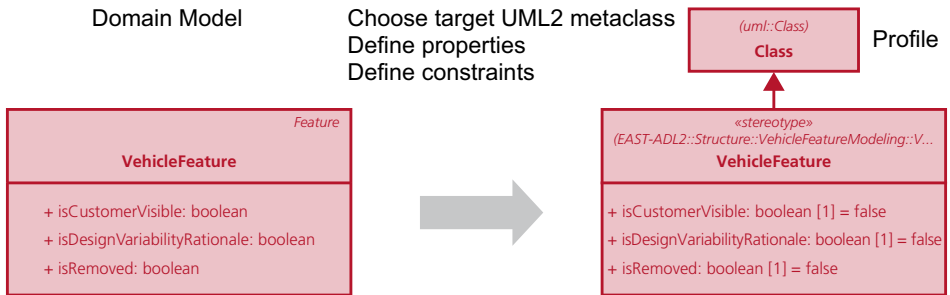 Domain Model
Choose target UML2 metaclass
Define properties
Define constraints
(uml::Class)
Class
Profile
Feature
VehicleFeature
+ isCustomerVisible: boolean
+ isDesignVariabilityRationale: boolean
+ isRemoved: boolean
«stereotype»
(EAST-ADL2::Structure::VehicleFeatureModeling::V...
VehicleFeature
+ isCustomerVisible: boolean [1] = false
+ isDesignVariabilityRationale: boolean [1] =false
+ isRemoved: boolean [1] = false